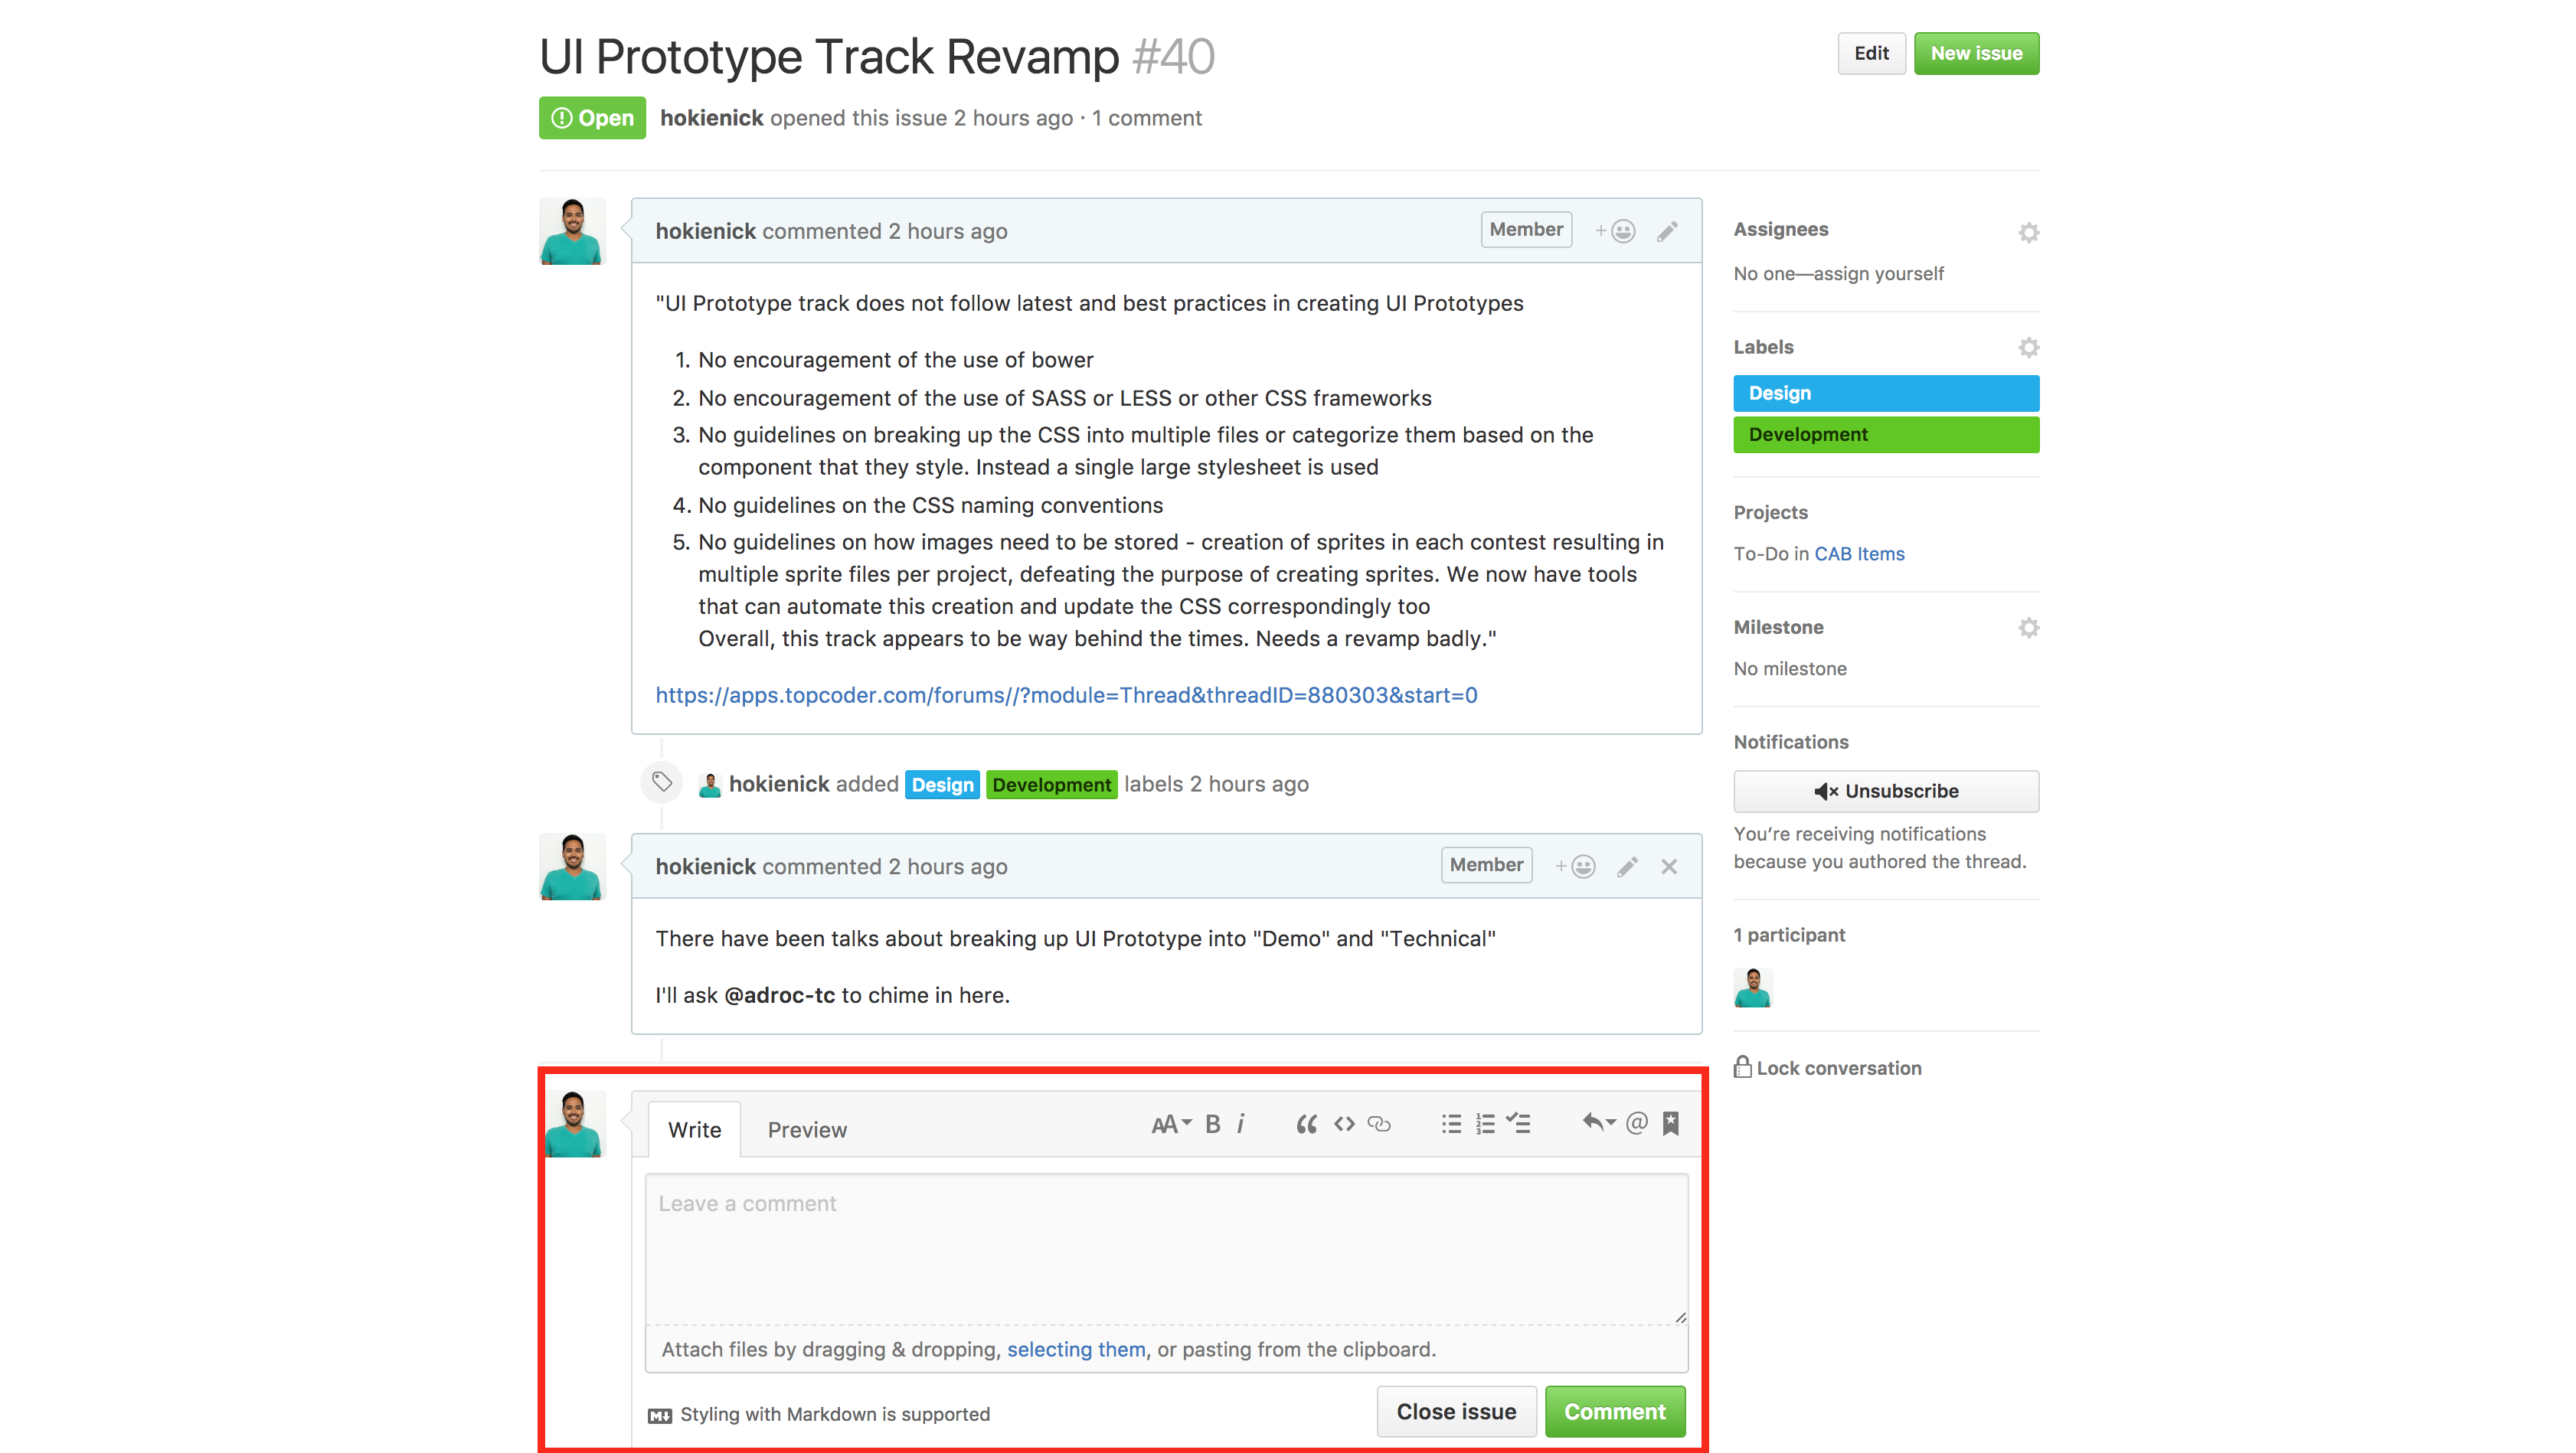 UI Prototype Track Revamp #40
Edit
New issue
Open
hokienick opened this issue 2 hours ago · 1 comment
hokienick commented 2 hours ago
Member
"UI Prototype track does not follow latest and best practices in creating UI Prototypes
1. No encouragement of the use of bower
2. No encouragement of the use of SASS or LESS or other CSS frameworks
3. No guidelines on breaking up the CSS into multiple files or categorize them based on the
component that they style. Instead a single large stylesheet is used
4. No guidelines on the CSS naming conventions
5. No guidelines on how images need to be stored - creation of sprites in each contest resulting in
multiple sprite files per project, defeating the purpose of creating sprites. We now have tools
that can automate this creation and update the CSS correspondingly too
Overall, this track appears to be way behind the times. Needs a revamp badly."
https://apps.topcoder.com/forums//?module=Thread&threadID=880303&start=0
hokienick added Design Development labels 2 hours ago
hokienick commented 2 hours ago
Member
There have been talks about breaking up UI Prototype into "Demo" and "Technical"
I'll ask @adroc-tc to chime in here.
Write
Preview
AA B i
Leave a comment
Attach files by dragging & dropping, selecting them, or pasting from the clipboard.
Styling with Markdown is supported
Close issue
Comment
Assignees
No one—assign yourself
Labels
Design
Development
Projects
To-Do in CAB Items
Milestone
No milestone
Notifications
Unsubscribe
You’re receiving notifications
because you authored the thread.
1 participant
Lock conversation